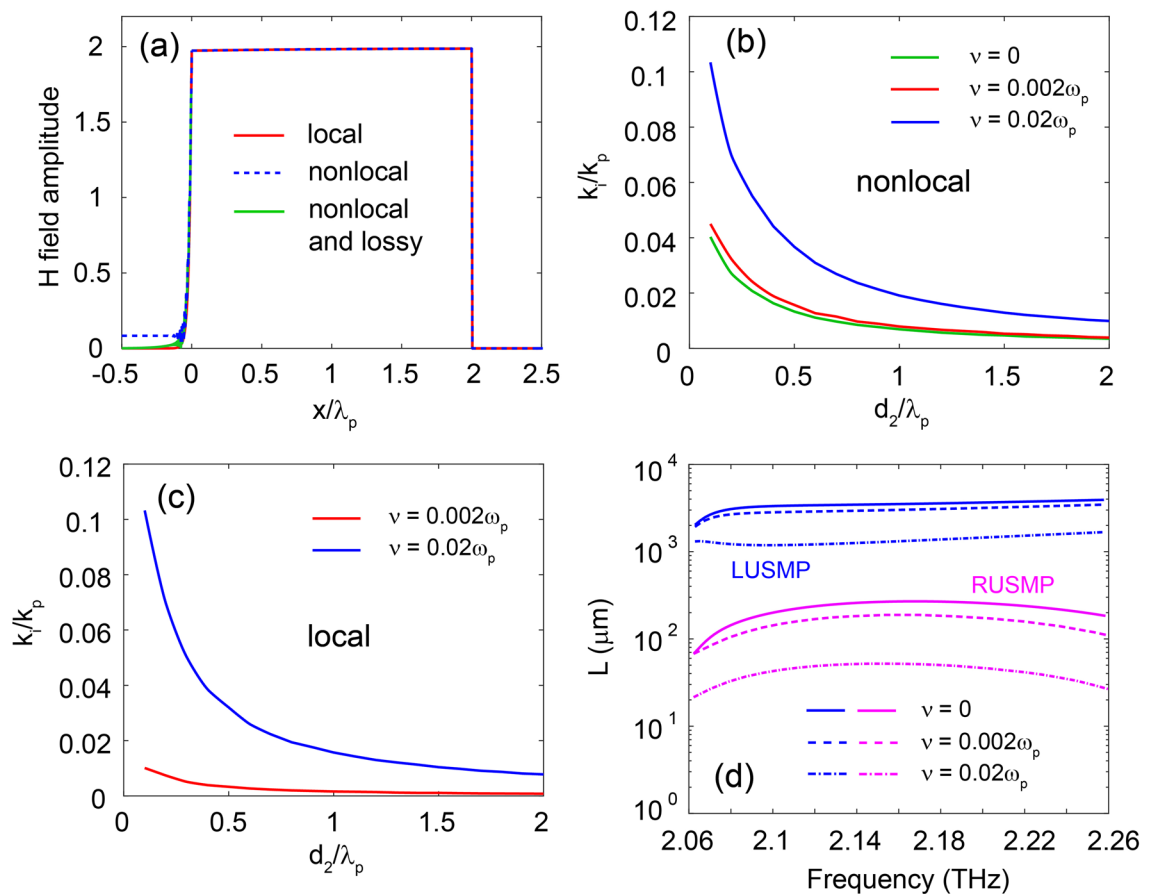 (a)
H field amplitude
2
1.5
1
0.5
0
local
nonlocal
nonlocal
and lossy
-0.5 0 0.5 1 1.5 2 2.5
x/λp
(b)
ki/kp
0.12
0.1
0.08
0.06
0.04
0.02
0
ν = 0
ν = 0.002ωp
ν = 0.02ωp
nonlocal
0 0.5 1 1.5 2
d2/λp
(c)
ki/kp
0.12
0.1
0.08
0.06
0.04
0.02
0
ν = 0.002ωp
ν = 0.02ωp
local
0 0.5 1 1.5 2
d2/λp
L (μm)
10^4
10^3
10^2
10^1
10^0
LUSMP
RUSMP
ν = 0
ν = 0.002ωp
ν = 0.02ωp
(d)
2.06 2.1 2.14 2.18 2.22 2.26
Frequency (THz)